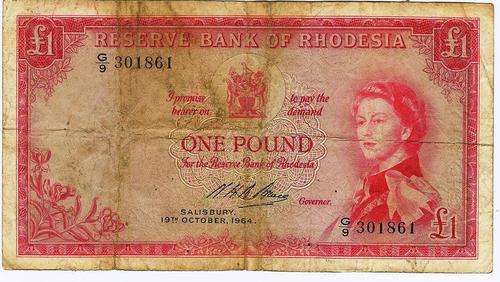 £1 RESERVE BANK OF RHODESIA £1
G/9 301861
I promise to pay the
bearer on demand
ONE POUND
For the Reserve Bank of Rhodesia
Governor.
SALISBURY,
19TH OCTOBER, 1964.
G/9 301861 £1